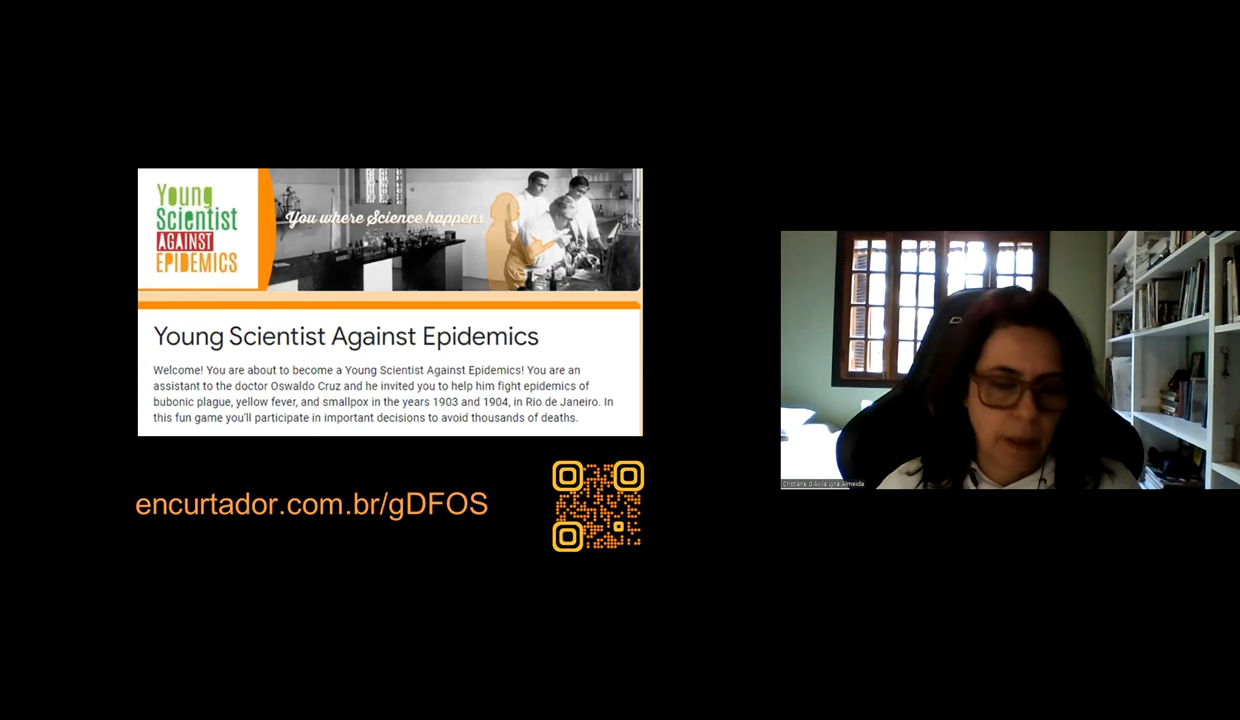 Young
Scientist
AGAINST
EPIDEMICS
You where Science happens
Young Scientist Against Epidemics
Welcome! You are about to become a Young Scientist Against Epidemics! You are an
assistant to the doctor Oswaldo Cruz and he invited you to help him fight epidemics of
bubonic plague, yellow fever, and smallpox in the years 1903 and 1904, in Rio de Janeiro. In
this fun game you'll participate in important decisions to avoid thousands of deaths.
encurtador.com.br/gDFOS
Cristiane d'Avila Lyra Almeida